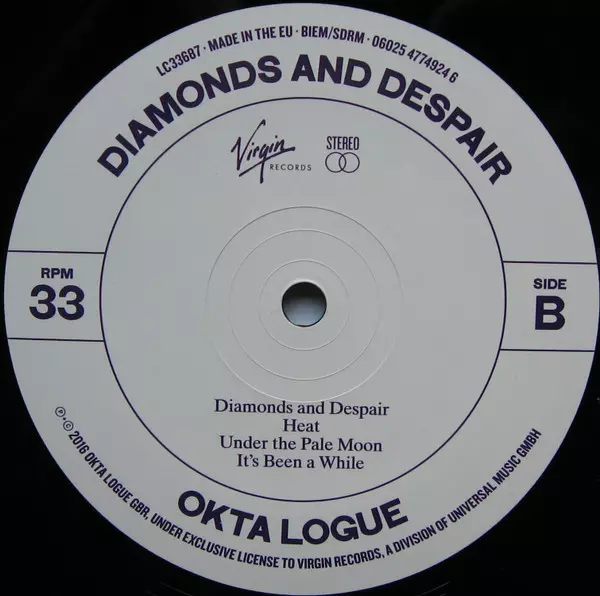 LC33687 · MADE IN THE EU · BIEM/SDRM · 06025 4774924 6
DIAMONDS AND DESPAIR
Virgin
RECORDS
STEREO
RPM
33
SIDE
B
Diamonds and Despair
Heat
Under the Pale Moon
It's Been a While
OKTA LOGUE
℗ · © 2016 OKTA LOGUE GBR, UNDER EXCLUSIVE LICENSE TO VIRGIN RECORDS, A DIVISION OF UNIVERSAL MUSIC GMBH